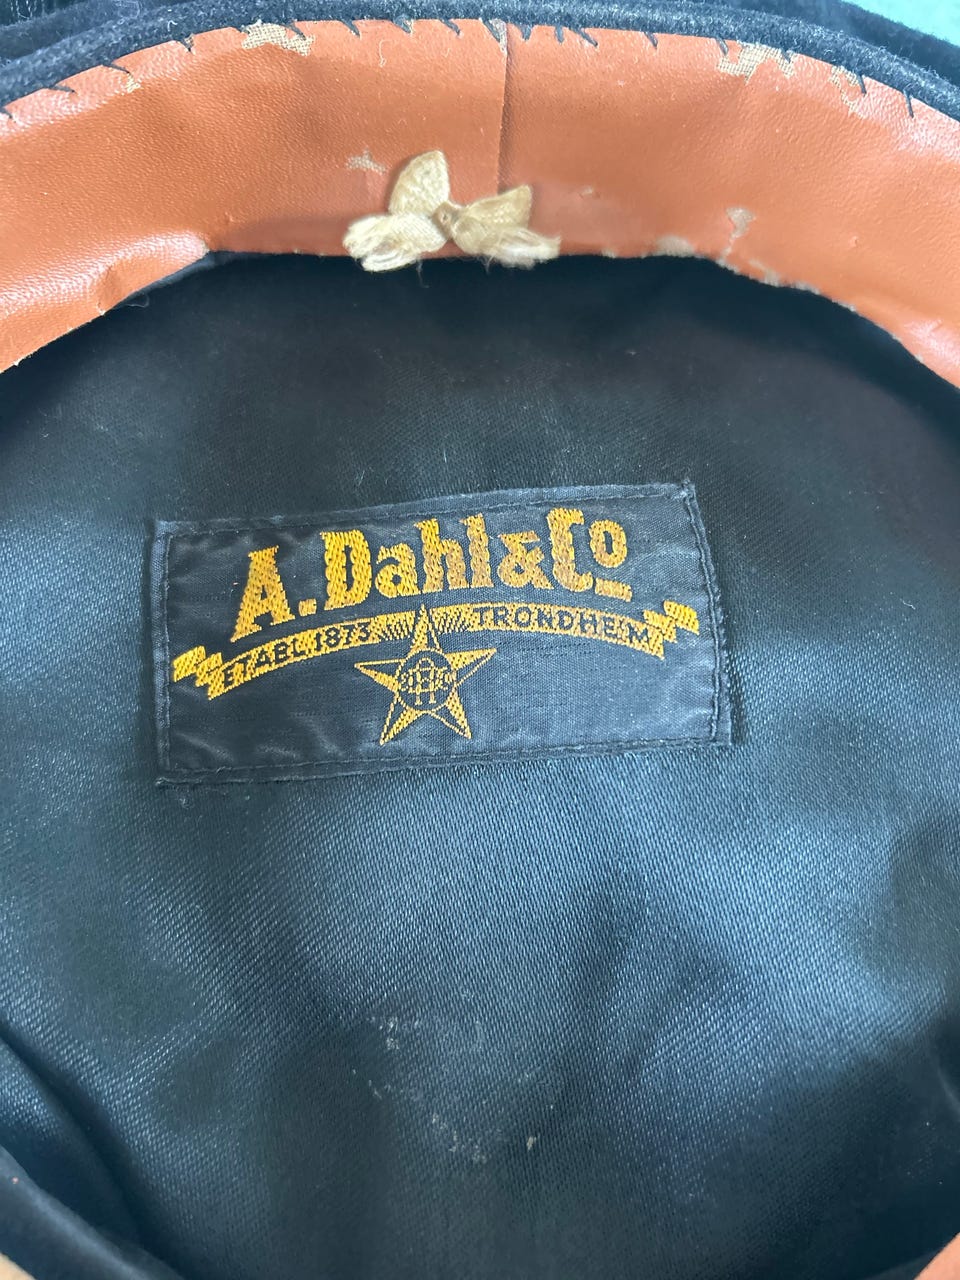 A. Dahl & Co
ETABL. 1873 TRONDHEIM